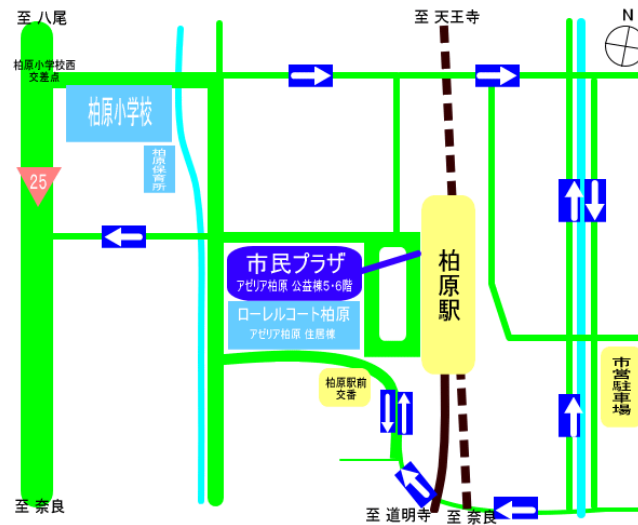 至 八尾
至 天王寺
N
柏原小学校西
交差点
柏原小学校
柏原保育所
25
市民プラザ
アゼリア柏原 公益棟5・6階
柏原駅
ローレルコート柏原
アゼリア柏原 住居棟
柏原駅前
交番
市営駐車場
至 奈良
至 道明寺
至 奈良